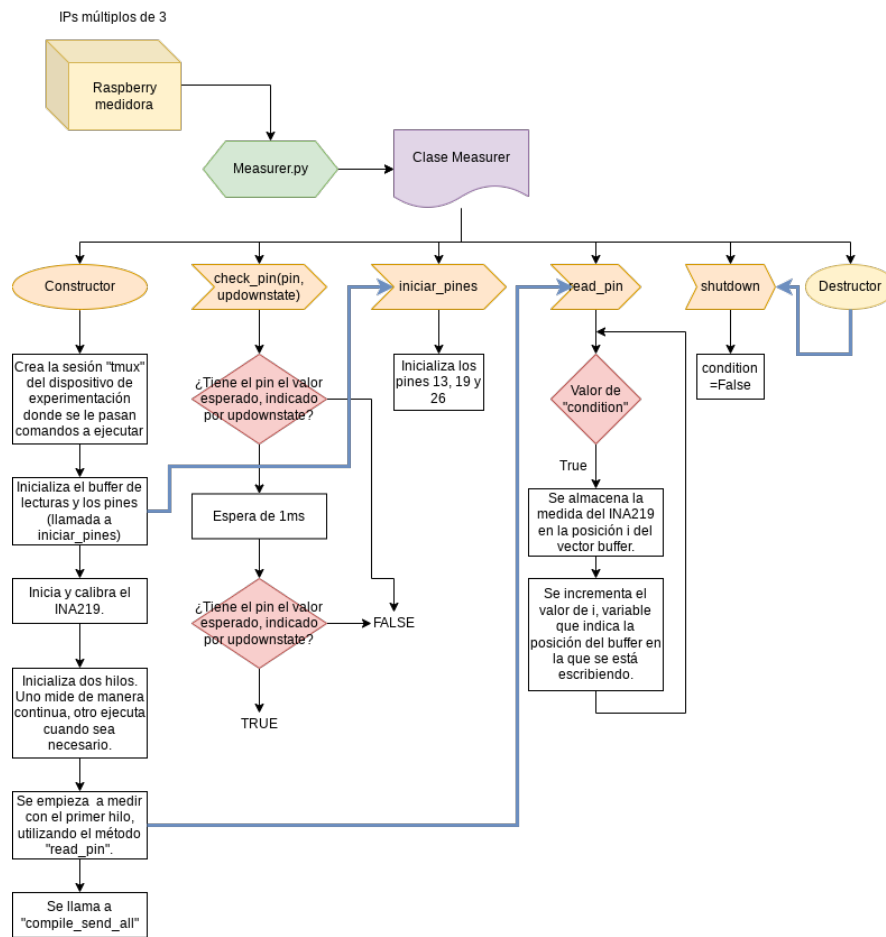 IPs múltiplos de 3
Raspberry
medidora
Measurer.py
Clase Measurer
Constructor
check_pin(pin,
updownstate)
iniciar_pines
read_pin
shutdown
Destructor
Crea la sesión "tmux"
del dispositivo de
experimentación
donde se le pasan
comandos a ejecutar
Inicializa el buffer de
lecturas y los pines
(llamada a
iniciar_pines)
Inicia y calibra el
INA219.
Inicializa dos hilos.
Uno mide de manera
continua, otro ejecuta
cuando sea
necesario.
Se empieza a medir
con el primer hilo,
utilizando el método
"read_pin".
Se llama a
"compile_send_all"
¿Tiene el pin el valor
esperado, indicado
por updownstate?
Espera de 1ms
¿Tiene el pin el valor
esperado, indicado
por updownstate?
FALSE
TRUE
Inicializa los
pines 13, 19 y
26
Valor de
"condition"
True
Se almacena la
medida del INA219
en la posición i del
vector buffer.
Se incrementa el
valor de i, variable
que indica la
posición del buffer en
la que se está
escribiendo.
condition
=False